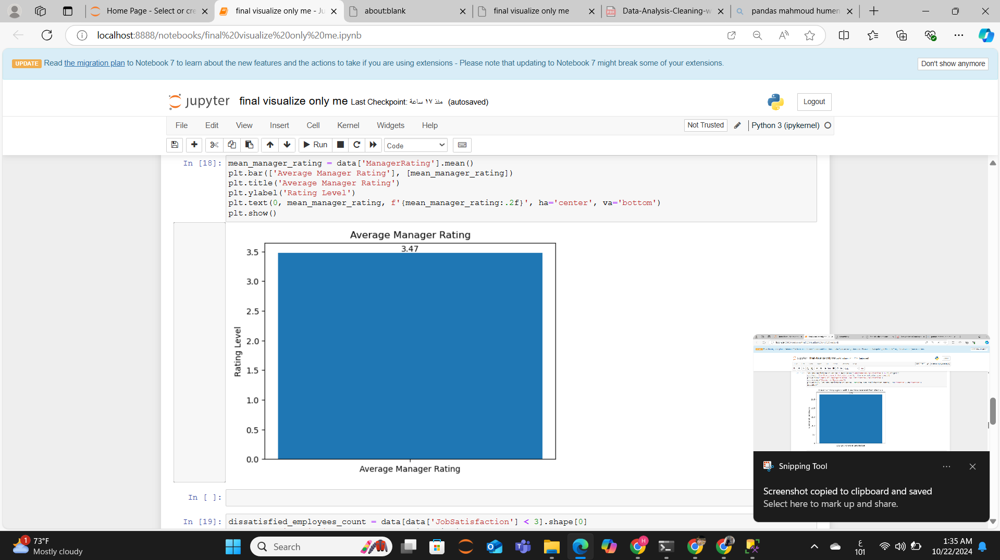 Home Page - Select or cre
final visualize only me - Ju
about:blank
final visualize only me
Data-Analysis-Cleaning-w
pandas mahmoud humen
localhost:8888/notebooks/final%20visualize%20only%20me.ipynb
UPDATE Read the migration plan to Notebook 7 to learn about the new features and the actions to take if you are using extensions - Please note that updating to Notebook 7 might break some of your extensions.
Don't show anymore
jupyter final visualize only me Last Checkpoint: منذ ١٧ ساعة (autosaved)
Logout
File Edit View Insert Cell Kernel Widgets Help
Not Trusted
Python 3 (ipykernel)
Run
Code
In [18]: mean_manager_rating = data['ManagerRating'].mean()
plt.bar(['Average Manager Rating'], [mean_manager_rating])
plt.title('Average Manager Rating')
plt.ylabel('Rating Level')
plt.text(0, mean_manager_rating, f'{mean_manager_rating:.2f}', ha='center', va='bottom')
plt.show()
Average Manager Rating
3.47
3.5
3.0
2.5
2.0
1.5
1.0
0.5
0.0
Rating Level
Average Manager Rating
Snipping Tool
Screenshot copied to clipboard and saved
Select here to mark up and share.
In [ ]:
In [19]: dissatisfied_employees_count = data[data['JobSatisfaction'] < 3].shape[0]
1
73°F
Mostly cloudy
Search
H
ع
101
1:35 AM
10/22/2024